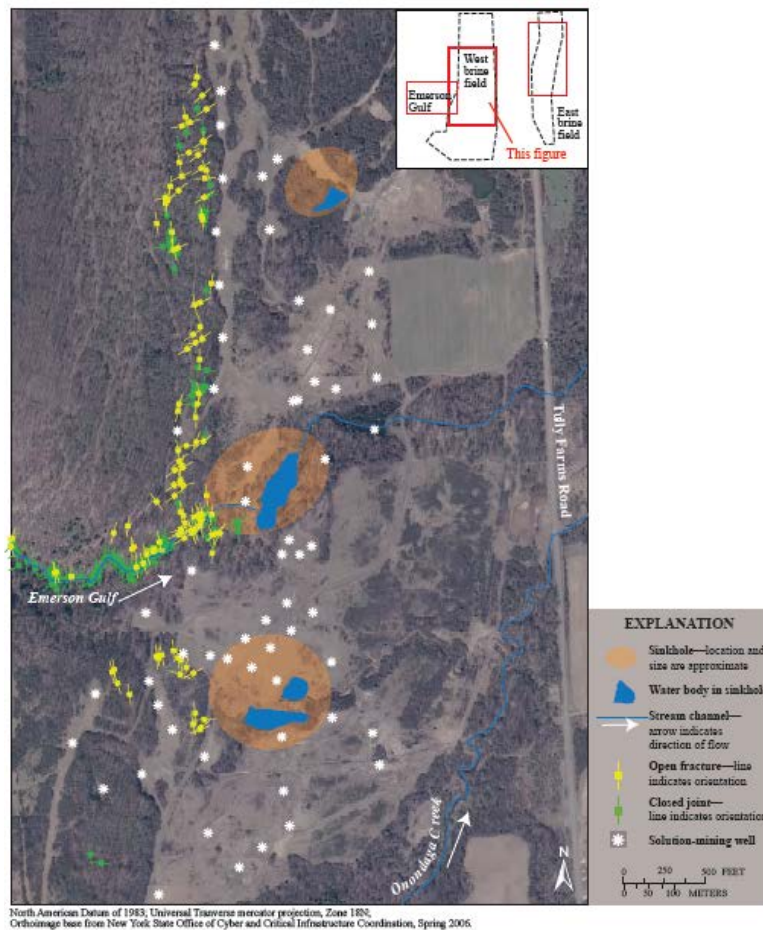 West
brine
field
Emerson
Gulf
East
brine
field
This figure
Tully Farms Road
Emerson Gulf
Onondaga Creek
N
EXPLANATION
Sinkhole—location and
size are approximate
Water body in sinkhole
Stream channel—
arrow indicates
direction of flow
Open fracture—line
indicates orientation
Closed joint—
line indicates orientation
Solution-mining well
0 250 500 FEET
0 50 100 METERS
North American Datum of 1983; Universal Tranverse mercator projection, Zone 18N;
Orthoimage base from New York State Office of Cyber and Critical Infrastructure Coordination, Spring 2006.